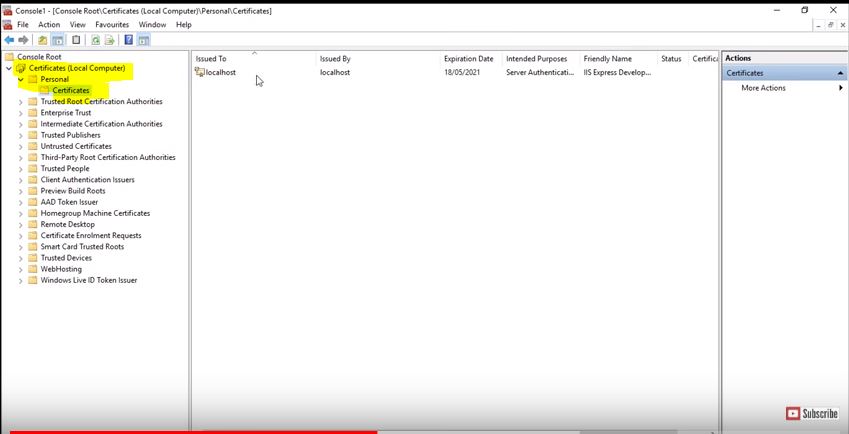 Console1 - [Console Root\Certificates (Local Computer)\Personal\Certificates]
File Action View Favourites Window Help
Console Root
Certificates (Local Computer)
Personal
Certificates
Trusted Root Certification Authorities
Enterprise Trust
Intermediate Certification Authorities
Trusted Publishers
Untrusted Certificates
Third-Party Root Certification Authorities
Trusted People
Client Authentication Issuers
Preview Build Roots
AAD Token Issuer
Homegroup Machine Certificates
Remote Desktop
Certificate Enrolment Requests
Smart Card Trusted Roots
Trusted Devices
WebHosting
Windows Live ID Token Issuer
Issued To Issued By Expiration Date Intended Purposes Friendly Name Status Certifica
localhost localhost 18/05/2021 Server Authenticati... IIS Express Develop...
Actions
Certificates
More Actions
Subscribe